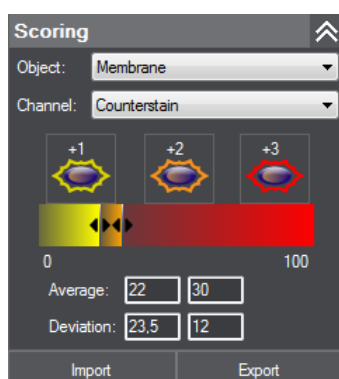 Scoring
Object: Membrane
Channel: Counterstain
+1 +2 +3
0 100
Average: 22 30
Deviation: 23,5 12
Import Export